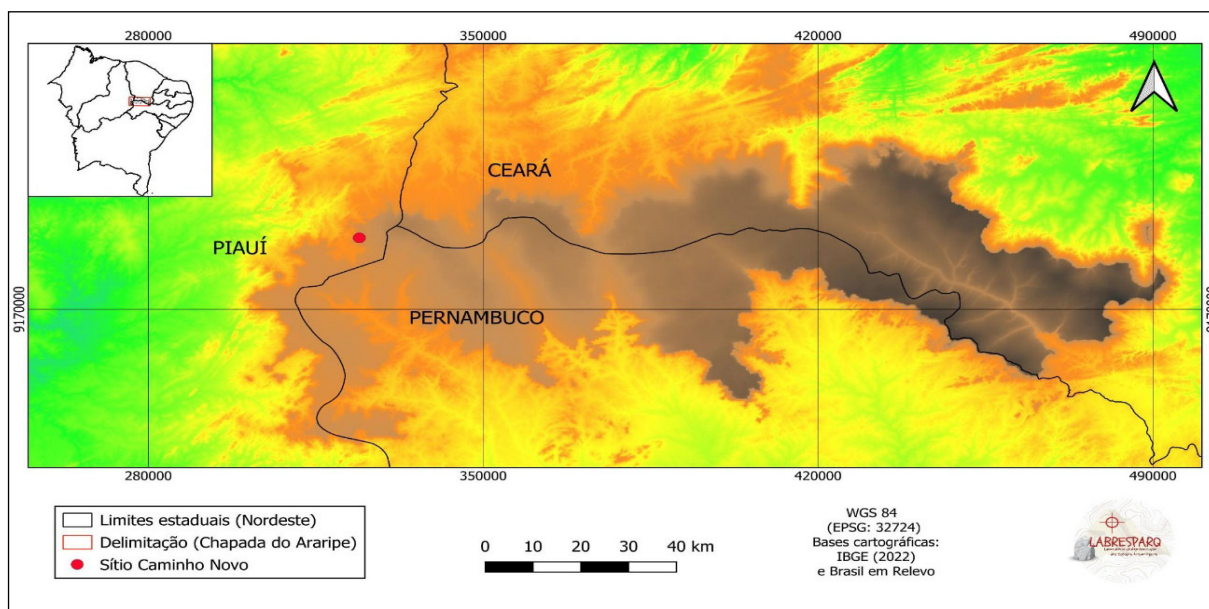 280000 350000 420000 490000
CEARÁ
PIAUÍ
PERNAMBUCO
9170000 9170000
280000 350000 420000 490000
Limites estaduais (Nordeste)
Delimitação (Chapada do Araripe)
Sítio Caminho Novo
0 10 20 30 40 km
WGS 84
(EPSG: 32724)
Bases cartográficas:
IBGE (2022)
e Brasil em Relevo
LABRESPARQ